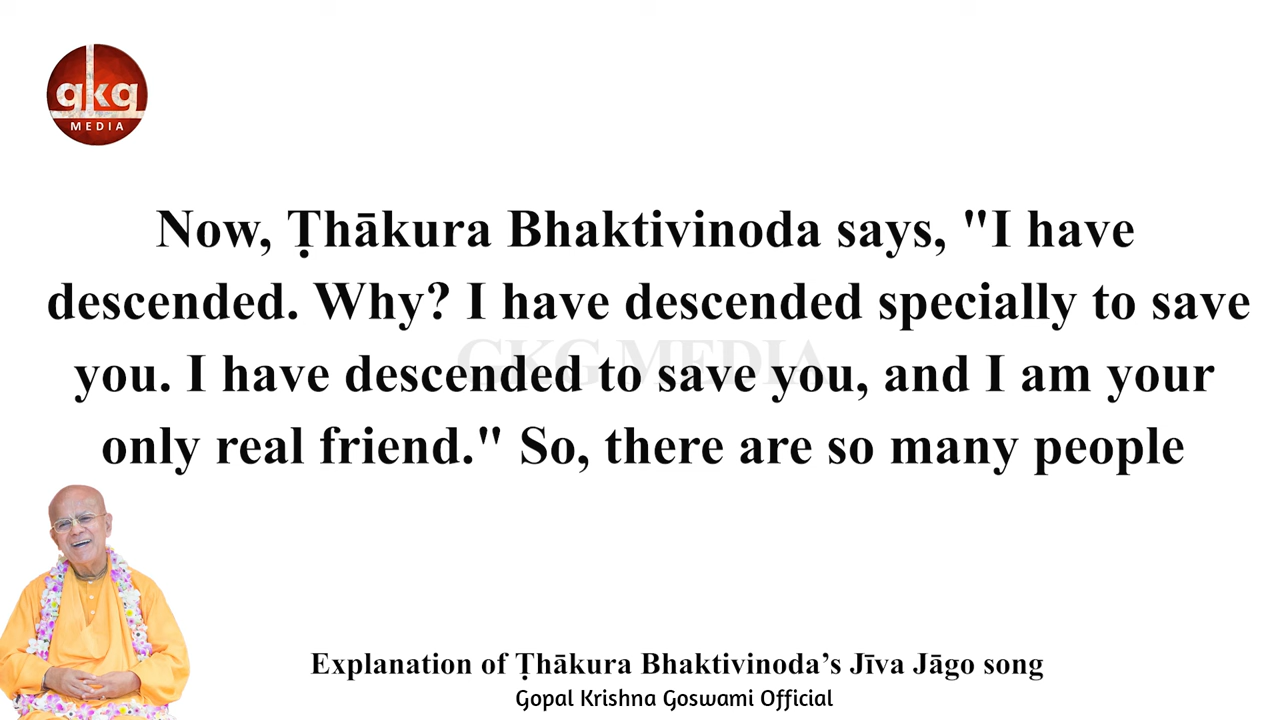 gkg
MEDIA
Now, Ṭhākura Bhaktivinoda says, "I have
descended. Why? I have descended specially to save
you. I have descended to save you, and I am your
only real friend." So, there are so many people
GKG MEDIA
Explanation of Ṭhākura Bhaktivinoda’s Jīva Jāgo song
Gopal Krishna Goswami Official